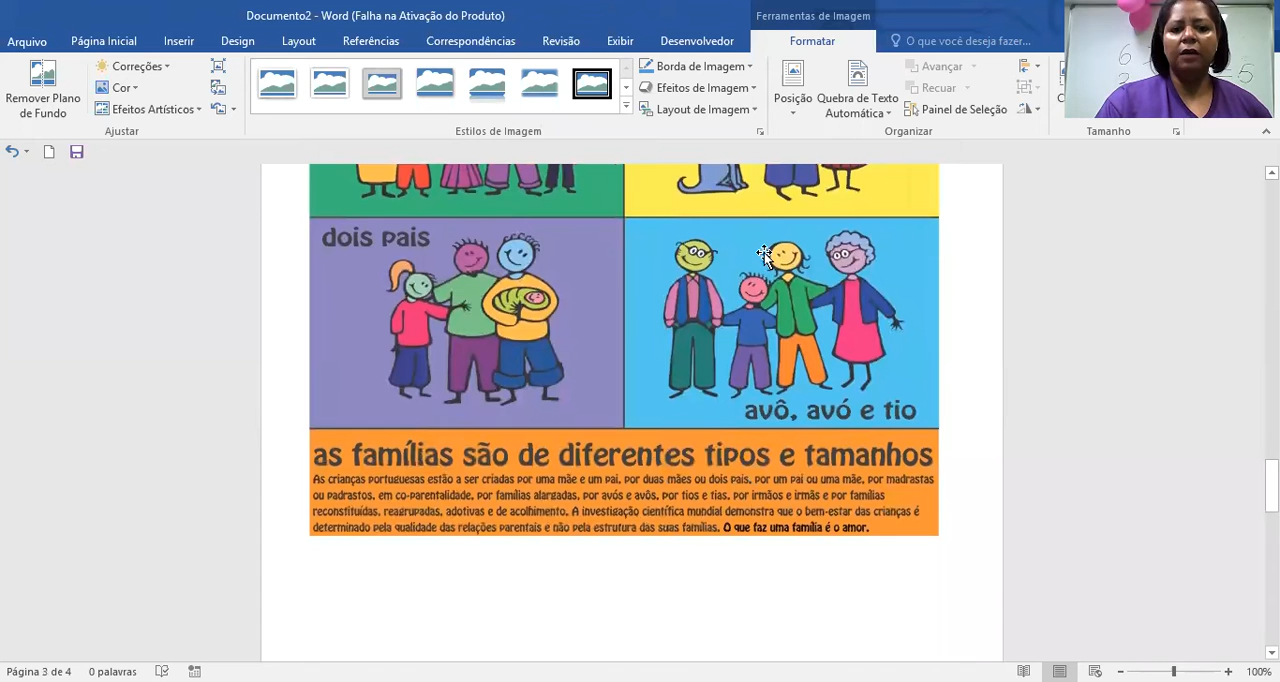 Documento2 - Word (Falha na Ativação do Produto)
Ferramentas de Imagem
Arquivo
Página Inicial
Inserir
Design
Layout
Referências
Correspondências
Revisão
Exibir
Desenvolvedor
Formatar
O que você deseja fazer...
Remover Plano de Fundo
Correções
Cor
Efeitos Artísticos
Ajustar
Estilos de Imagem
Borda de Imagem
Efeitos de Imagem
Layout de Imagem
Posição
Quebra de Texto Automática
Avançar
Recuar
Painel de Seleção
Organizar
Tamanho
dois pais
avô, avó e tio
as famílias são de diferentes tipos e tamanhos
As crianças portuguesas estão a ser criadas por uma mãe e um pai, por duas mães ou dois pais, por um pai ou uma mãe, por madrastas
ou padrastos, em co-parentalidade, por famílias alargadas, por avós e avôs, por tios e tias, por irmãos e irmãs e por famílias
reconstituídas, reagrupadas, adotivas e de acolhimento. A investigação científica mundial demonstra que o bem-estar das crianças é
determinado pela qualidade das relações parentais e não pela estrutura das suas famílias. O que faz uma família é o amor.
Página 3 de 4
0 palavras
100%